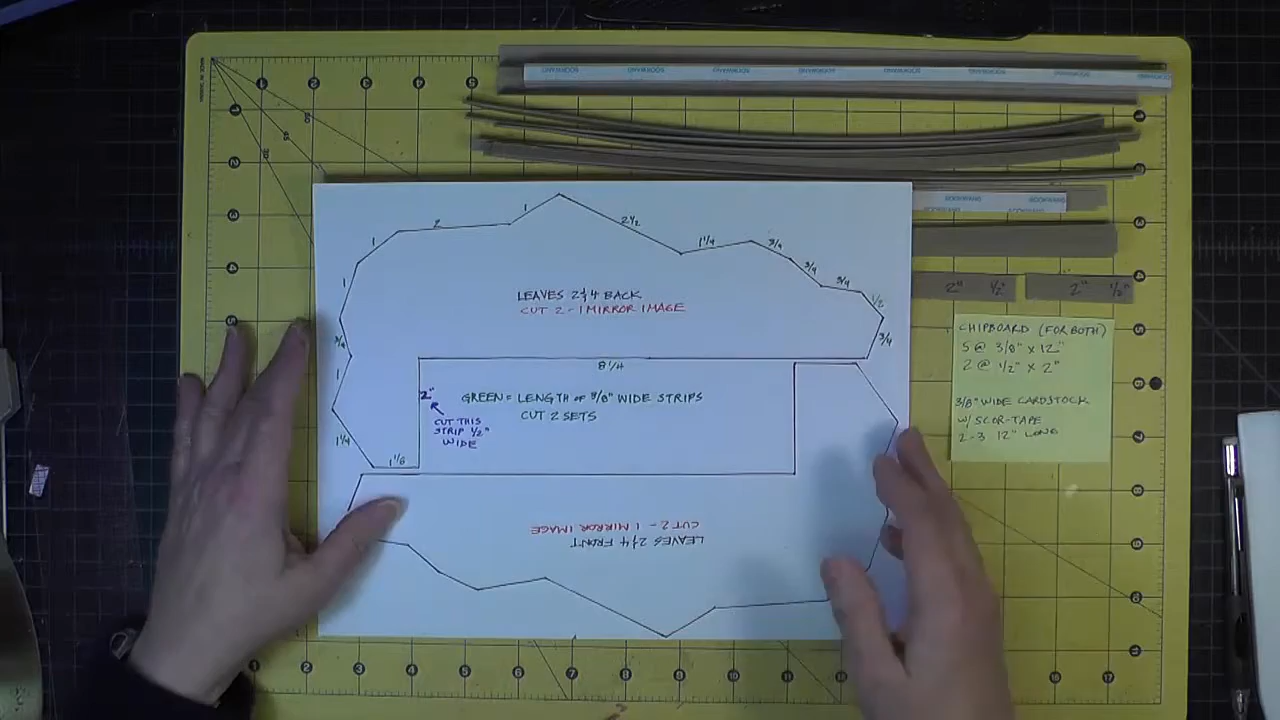 1
2
1
2½
1¼
3/4
3/4
3/4
1/2
3/4
1
1
3/4
1
1¼
1 1/8
LEAVES 2 & 4 BACK
CUT 2 - 1 MIRROR IMAGE
8 1/4
2"
CUT THIS
STRIP ½"
WIDE
GREEN = LENGTH OF 3/8" WIDE STRIPS
CUT 2 SETS
LEAVES 2 & 4 FRONT
CUT 2 - 1 MIRROR IMAGE
2" ½"
2" ½"
CHIPBOARD (FOR BOTH)
5 @ 3/8" x 12"
2 @ 1/2" x 2"
3/8" WIDE CARDSTOCK
W/ SCOR-TAPE
2-3 12" LONG